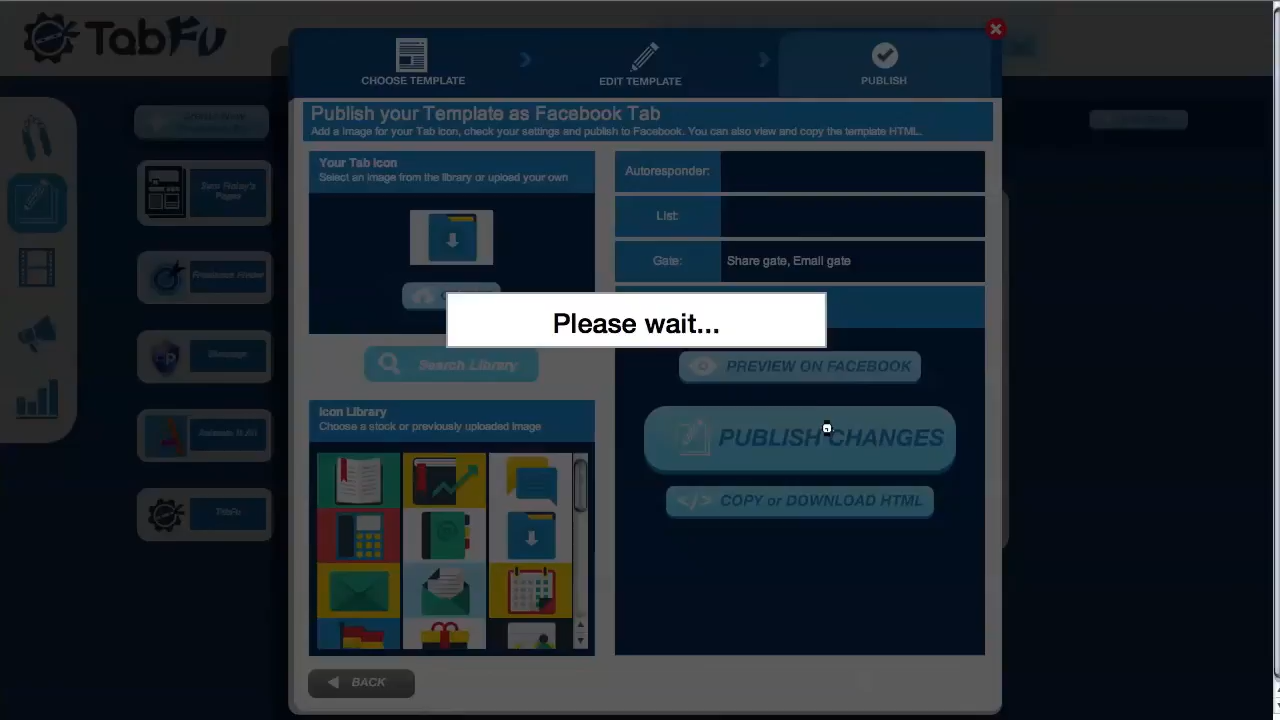 TabFu
CHOOSE TEMPLATE
EDIT TEMPLATE
PUBLISH
Publish your Template as Facebook Tab
Add a image for your Tab icon, check your settings and publish to Facebook. You can also view and copy the template HTML.
Your Tab Icon
Select an image from the library or upload your own
Autoresponder:
List:
Gate: Share gate, Email gate
Please wait...
Search Library
PREVIEW ON FACEBOOK
Icon Library
Choose a stock or previously uploaded image
PUBLISH CHANGES
</> COPY or DOWNLOAD HTML
BACK
TabFu